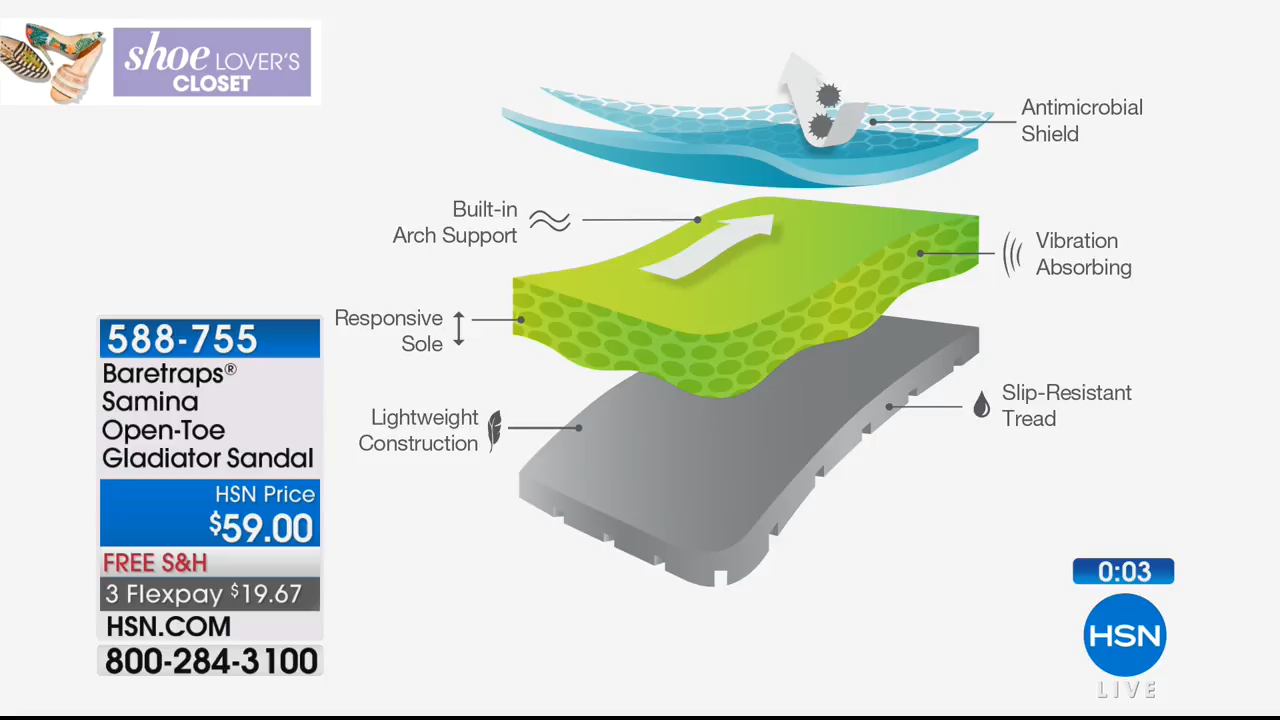 shoe LOVER'S
CLOSET
Antimicrobial
Shield
Built-in
Arch Support
Vibration
Absorbing
Responsive
Sole
Lightweight
Construction
Slip-Resistant
Tread
588-755
Baretraps®
Samina
Open-Toe
Gladiator Sandal
HSN Price
$59.00
FREE S&H
3 Flexpay $19.67
HSN.COM
800-284-3100
0:03
HSN
LIVE